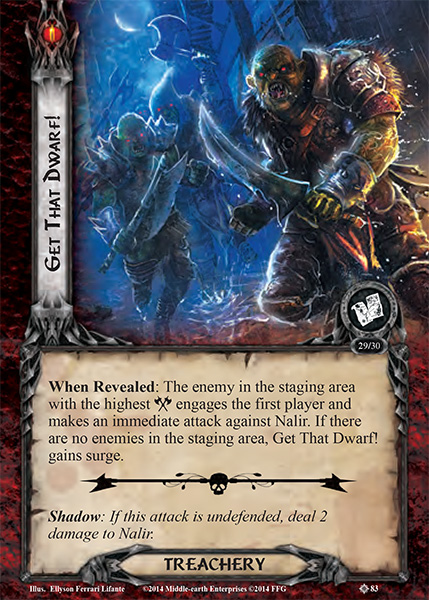 GET THAT DWARF!
29/30
When Revealed: The enemy in the staging area
with the highest engages the first player and
makes an immediate attack against Nalir. If there
are no enemies in the staging area, Get That Dwarf!
gains surge.
Shadow: If this attack is undefended, deal 2
damage to Nalir.
TREACHERY
Illus. Ellyson Ferrari Lifante ©2014 Middle-earth Enterprises ©2014 FFG 83